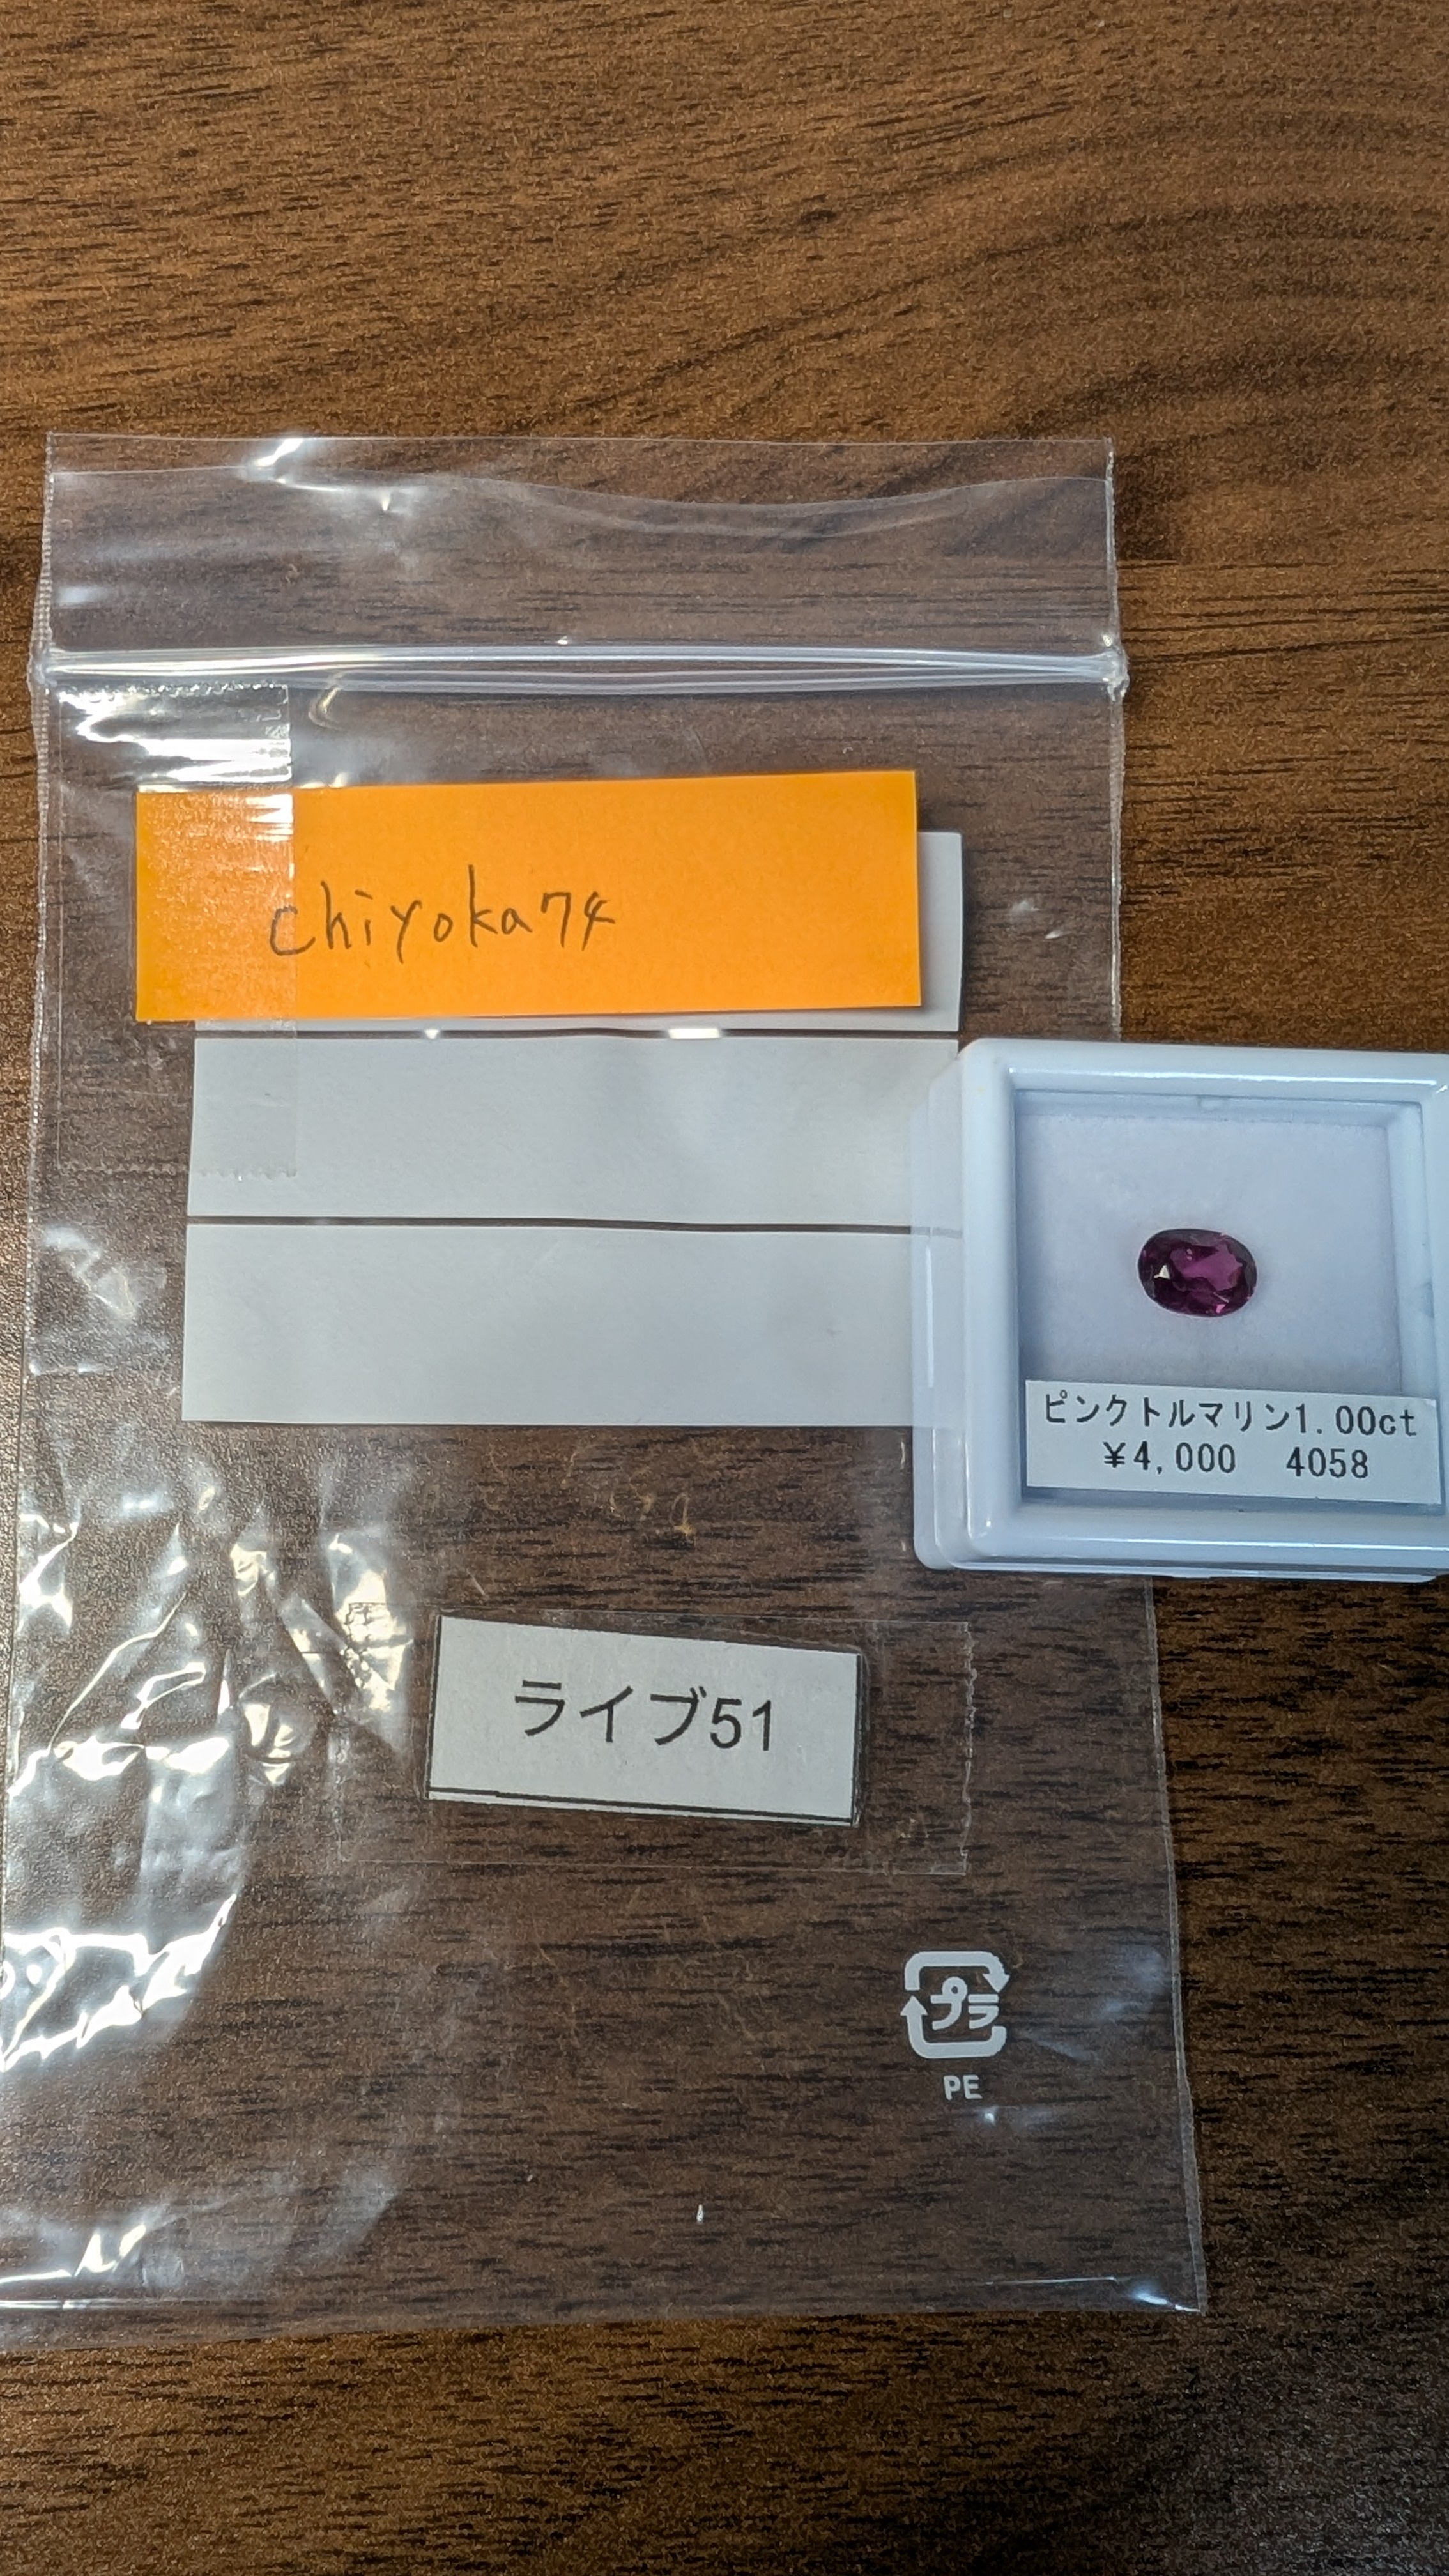 chiyoka74
ピンクトルマリン1.00ct
¥4,000 4058
ライブ51
プラ
PE